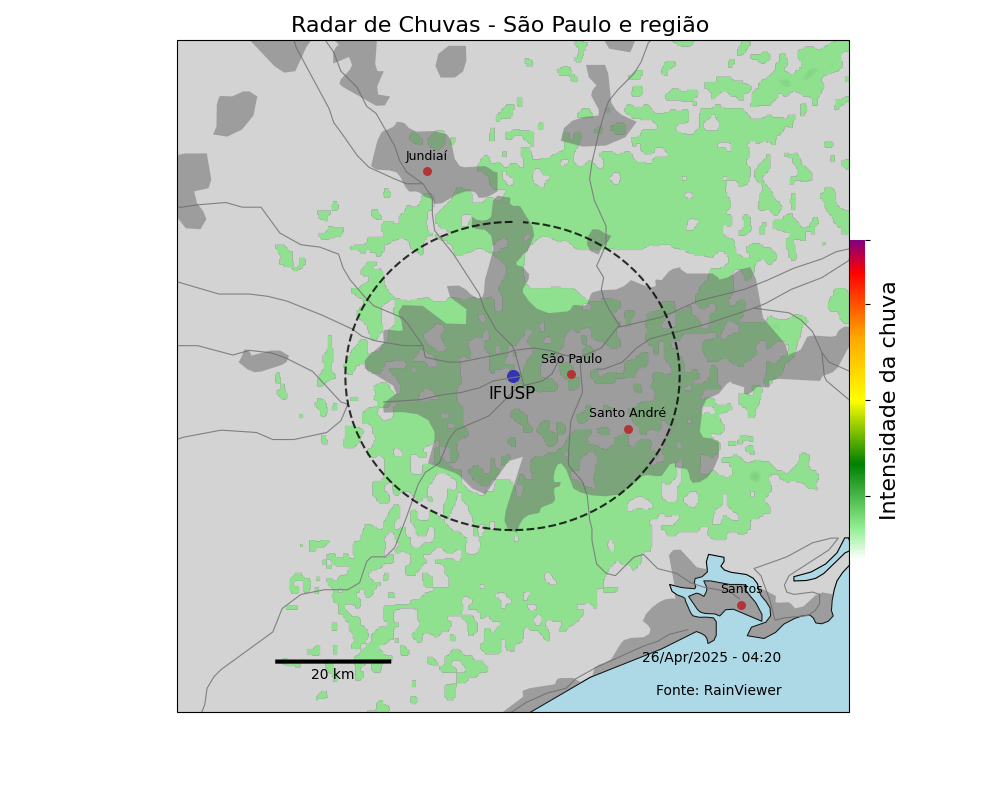 Radar de Chuvas - São Paulo e região
Jundiaí
São Paulo
IFUSP
Santo André
Intensidade da chuva
Santos
26/Apr/2025 - 04:20
20 km
Fonte: RainViewer